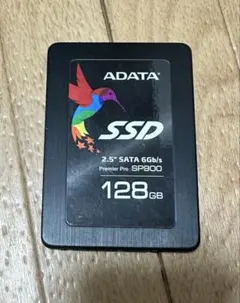 ADATA
SSD
2.5" SATA 6Gb/s
Premier Pro SP900
128GB